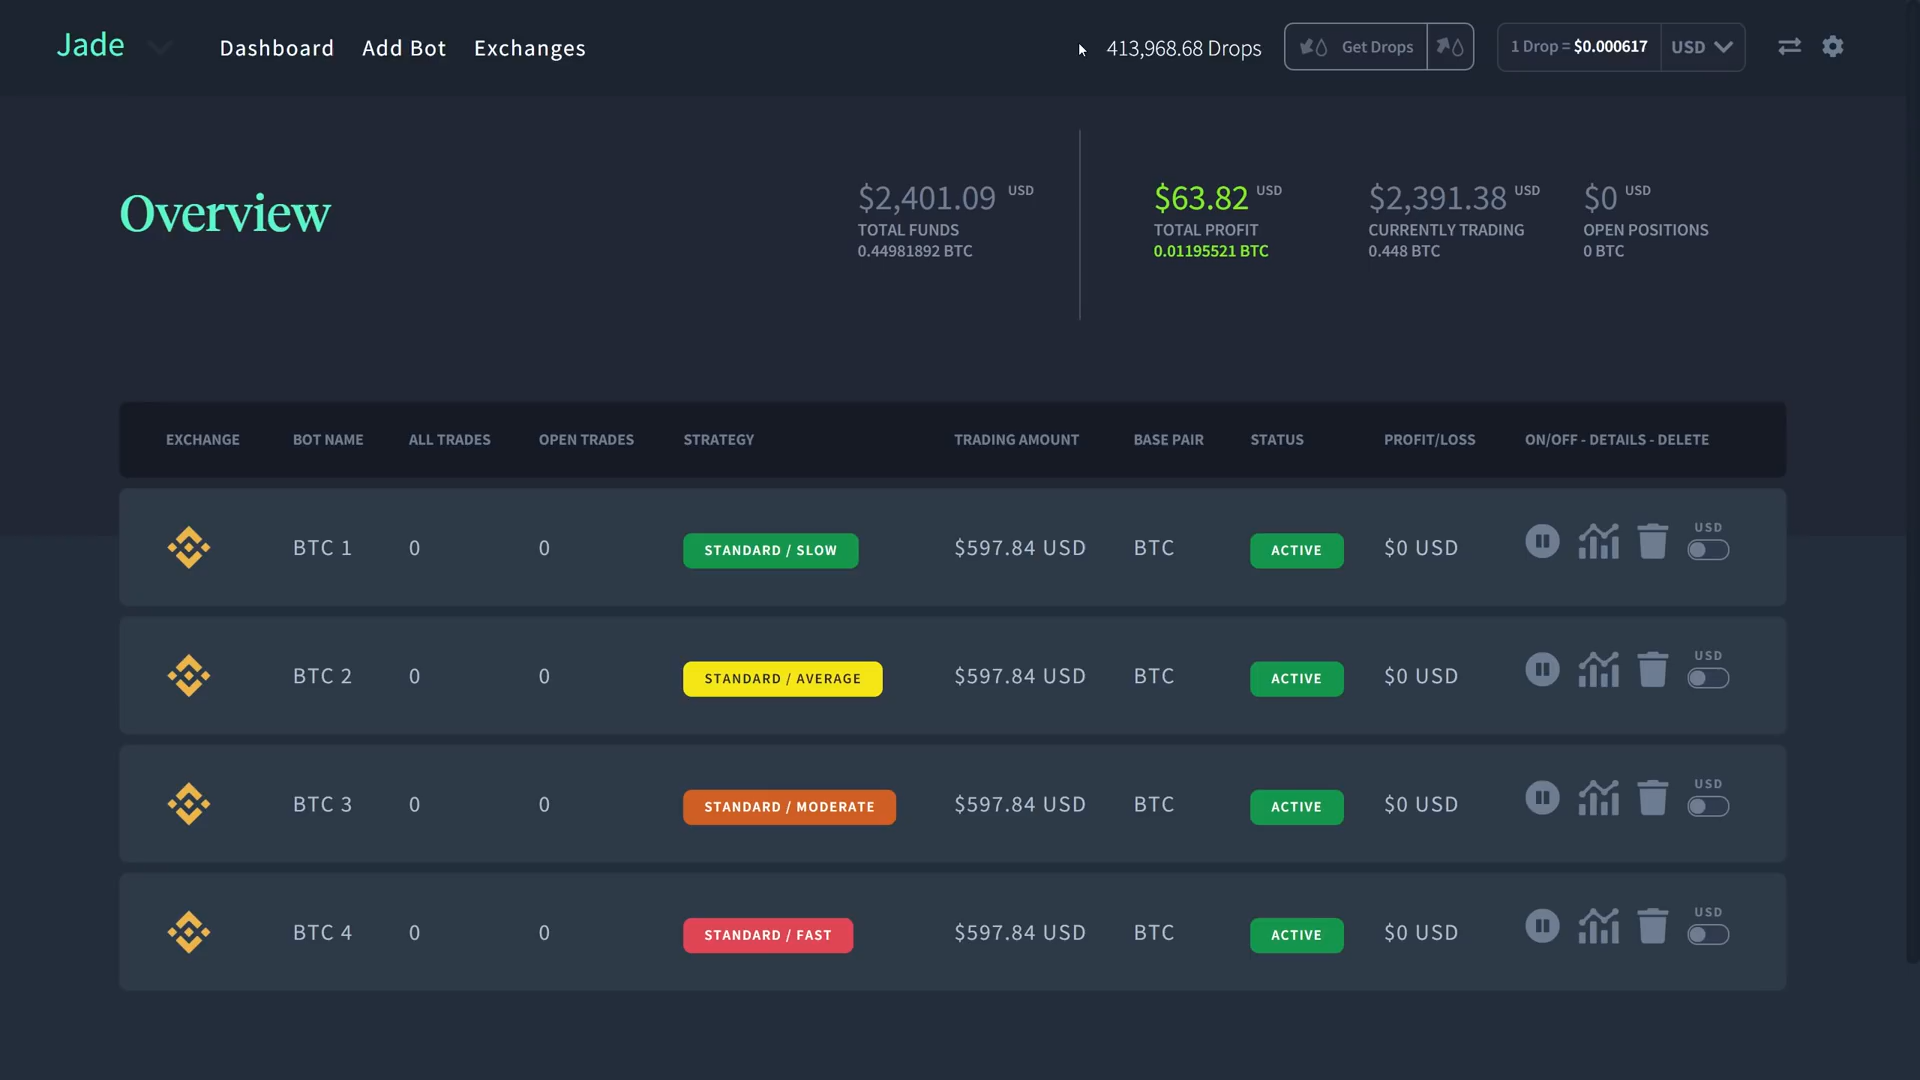 Jade
Dashboard Add Bot Exchanges
413,968.68 Drops
Get Drops
1 Drop = $0.000617
USD
Overview
$2,401.09 USD
TOTAL FUNDS
0.44981892 BTC
$63.82 USD
TOTAL PROFIT
0.01195521 BTC
$2,391.38 USD
CURRENTLY TRADING
0.448 BTC
$0 USD
OPEN POSITIONS
0 BTC
EXCHANGE BOT NAME ALL TRADES OPEN TRADES STRATEGY TRADING AMOUNT BASE PAIR STATUS PROFIT/LOSS ON/OFF - DETAILS - DELETE
BTC 1 0 0 STANDARD / SLOW $597.84 USD BTC ACTIVE $0 USD USD
BTC 2 0 0 STANDARD / AVERAGE $597.84 USD BTC ACTIVE $0 USD USD
BTC 3 0 0 STANDARD / MODERATE $597.84 USD BTC ACTIVE $0 USD USD
BTC 4 0 0 STANDARD / FAST $597.84 USD BTC ACTIVE $0 USD USD